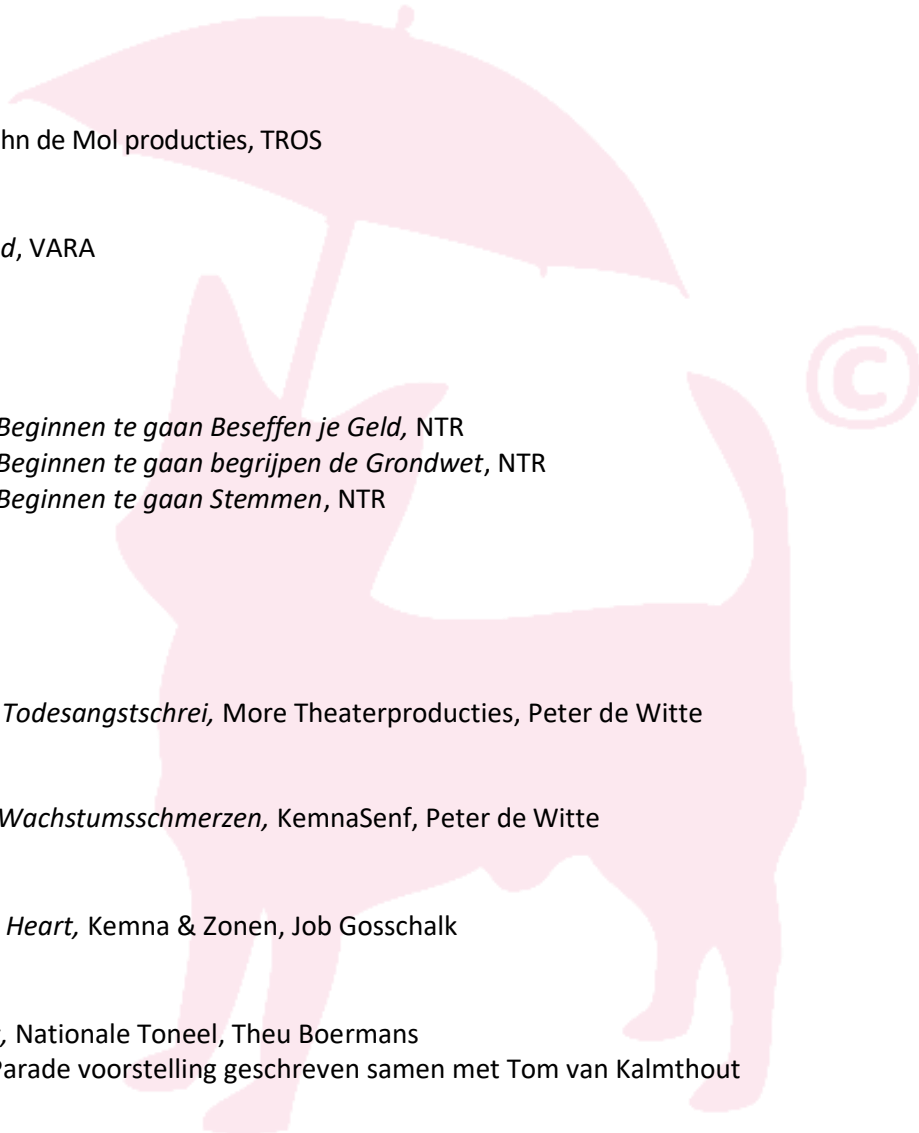 hn de Mol producties, TROS
d, VARA
©
Beginnen te gaan Beseffen je Geld, NTR
Beginnen te gaan begrijpen de Grondwet, NTR
Beginnen te gaan Stemmen, NTR
Todesangstschrei, More Theaterproducties, Peter de Witte
Wachstumsschmerzen, KemnaSenf, Peter de Witte
Heart, Kemna & Zonen, Job Gosschalk
, Nationale Toneel, Theu Boermans
Parade voorstelling geschreven samen met Tom van Kalmthout